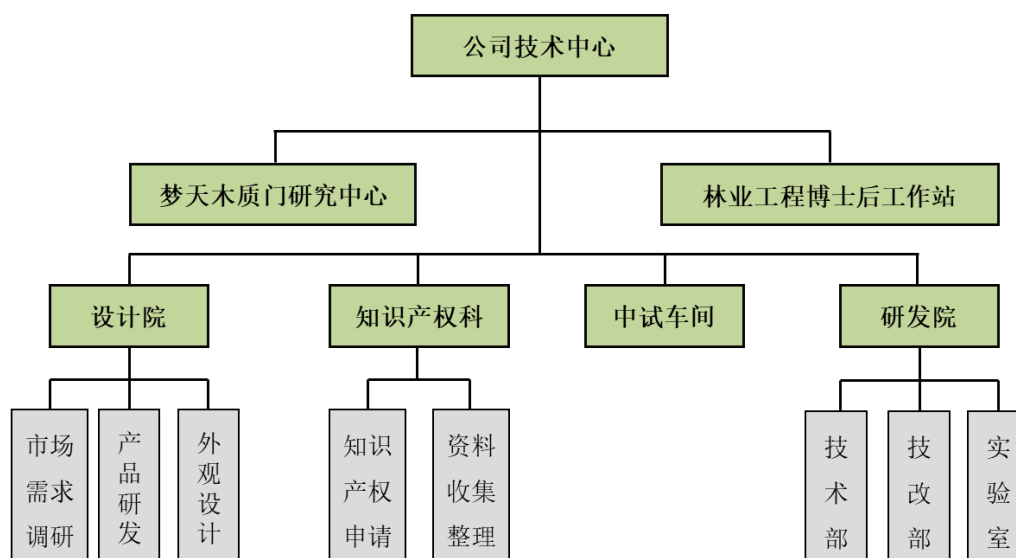 公司技术中心
梦天木质门研究中心
林业工程博士后工作站
设计院
知识产权科
中试车间
研发院
市场
需求
调研
产品研发
外观设计
知识
产权
申请
资料
收集
整理
技术部
技改部
实验室